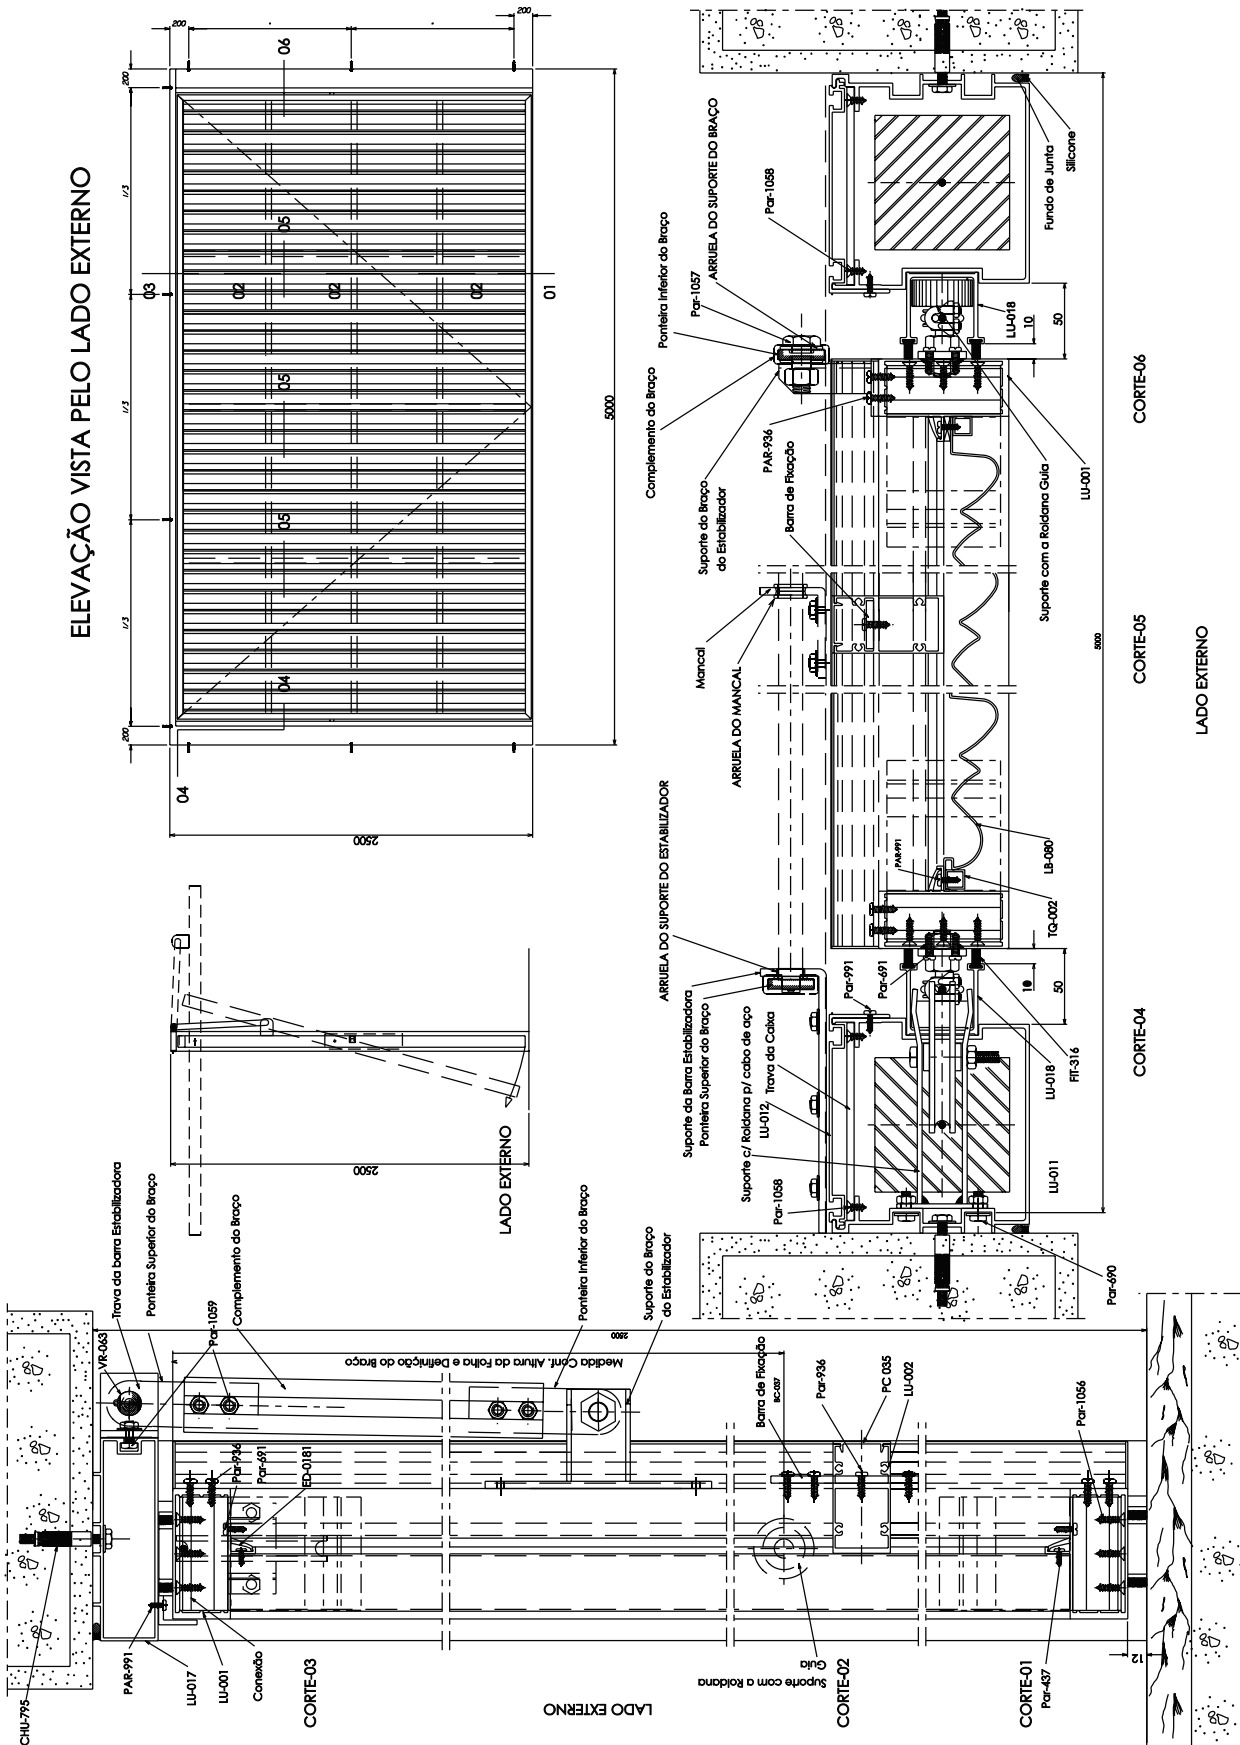 ELEVAÇÃO VISTA PELO LADO EXTERNO
200
1/3
1/3
1/3
200
200
200
03
04
04
05
05
05
06
02
02
02
01
5000
2500
2500
LADO EXTERNO
CHU-795
VR-063
Trava da barra Estabilizadora
Ponteira Superior do Braço
Par-1059
Complemento do Braço
Ponteira Inferior do Braço
Suporte do Braço
do Estabilizador
2500
Medida Conf. Altura da Folha e Definição do Braço
Par-936
Par-691
ED-0181
Barra de Fixação
BC-037
Par-936
PC 035
LU-002
Par-1056
PAR-991
LU-017
LU-001
Conexão
CORTE-03
LADO EXTERNO
Suporte com a Roldana
Guia
CORTE-02
CORTE-01
Par-437
12
ARRUELA DO SUPORTE DO ESTABILIZADOR
Suporte da Barra Estabilizadora
Ponteira Superior do Braço
Suporte c/ Roldana p/ cabo de aço
LU-012
Trava da Caixa
Par-1058
Par-991
Par-691
PAR-991
Mancal
ARRUELA DO MANCAL
Barra de Fixação
PAR-936
Suporte do Braço
do Estabilizador
Complemento do Braço
Ponteira Inferior do Braço
Par-1057
ARRUELA DO SUPORTE DO BRAÇO
Par-1058
Fundo de Junta
Silicone
LU-018
10
50
Suporte com a Roldana Guia
LU-001
5000
LB-080
TQ-002
10
50
FIT-316
LU-018
LU-011
Par-690
CORTE-04
CORTE-05
CORTE-06
LADO EXTERNO